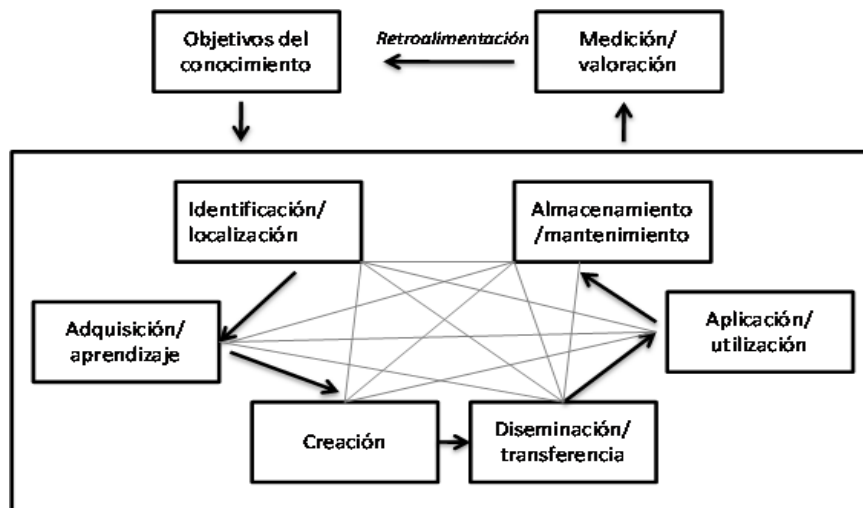 Objetivos del
conocimiento
Retroalimentación
Medición/
valoración
Identificación/
localización
Almacenamiento
/mantenimiento
Adquisición/
aprendizaje
Aplicación/
utilización
Creación
Diseminación/
transferencia